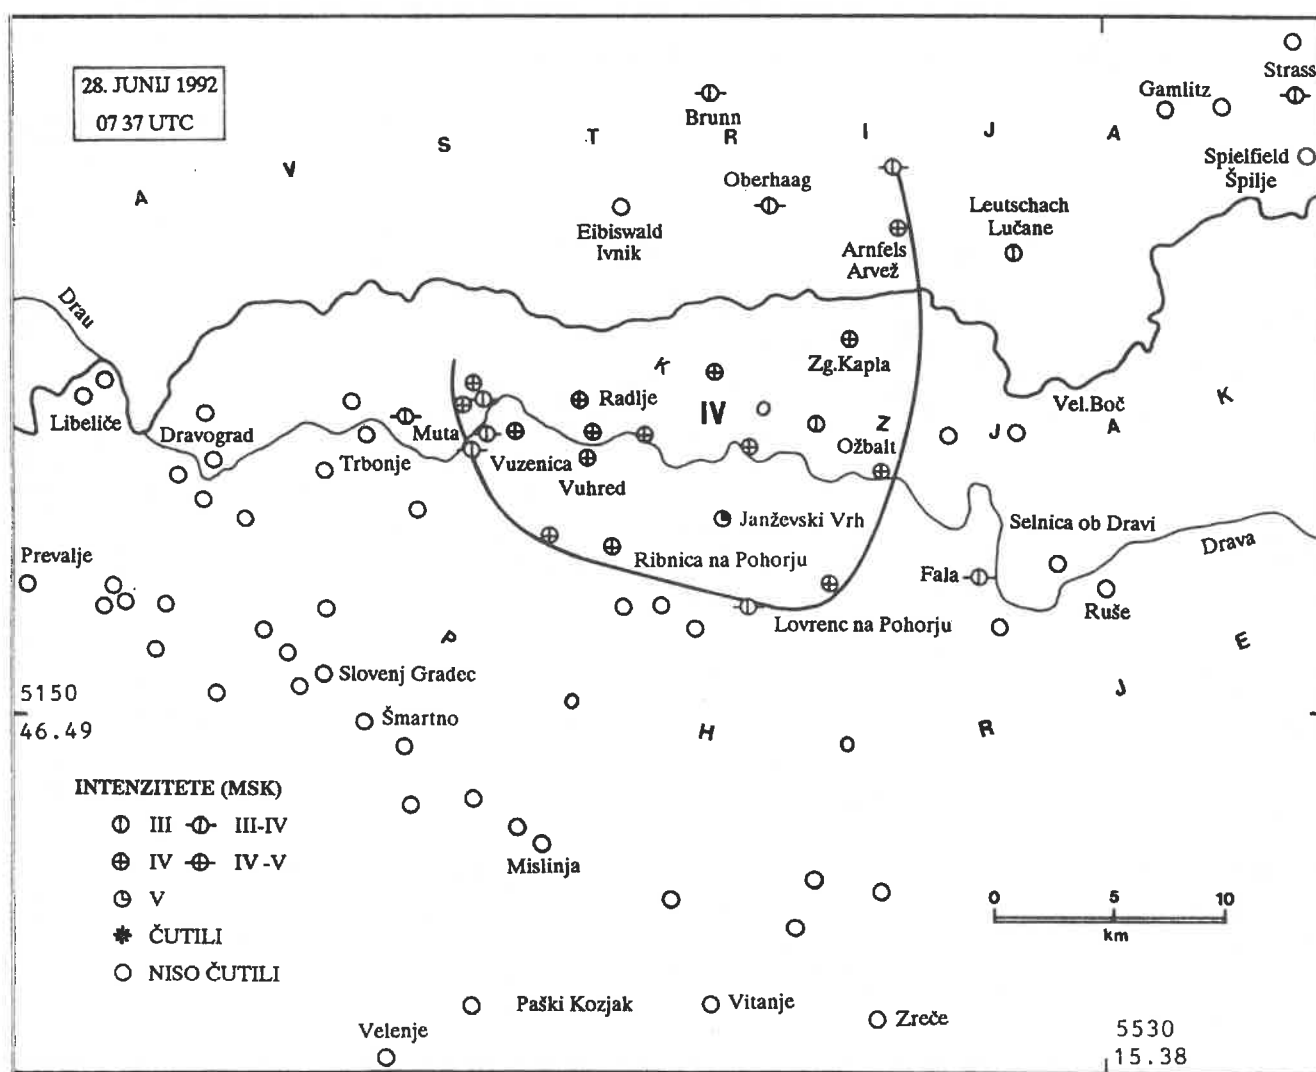 28. JUNIJ 1992
07 37 UTC
Strass
Gamlitz
Brunn
A V S T R I J A
Spielfield
Špilje
Oberhaag
Leutschach
Lučane
Eibiswald
Ivnik
Arnfels
Arvež
Drau
Zg.Kapla
K O Z J A K
Radlje
IV
Vel.Boč
Libeliče
Dravograd
Muta
Ožbalt
Trbonje
Vuzenica
Vuhred
Janževski Vrh
Selnica ob Dravi
Drava
Prevalje
Ribnica na Pohorju
Fala
Ruše
Lovrenc na Pohorju
P O H O R J E
Slovenj Gradec
5150
46.49
Šmartno
INTENZITETE (MSK)
III III-IV
IV IV -V
V
ČUTILI
NISO ČUTILI
Mislinja
0 5 10
km
Paški Kozjak
Vitanje
Zreče
Velenje
5530
15.38